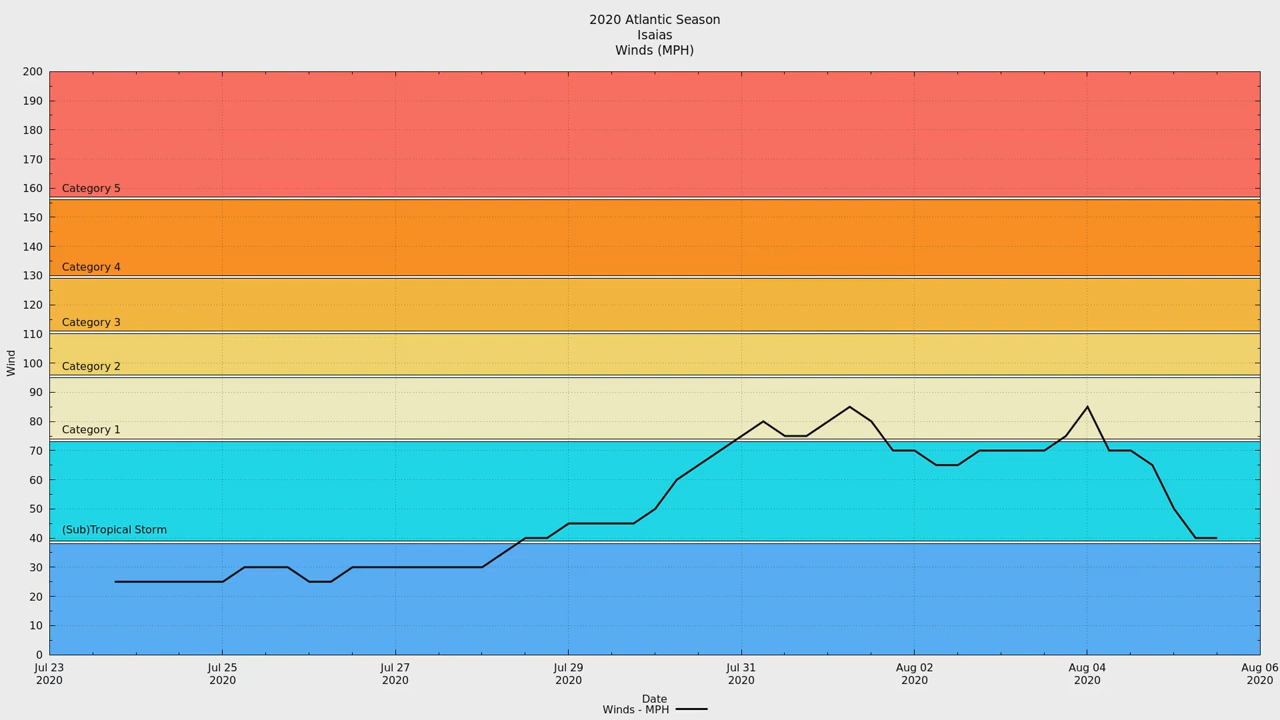 2020 Atlantic Season
Isaias
Winds (MPH)
200
190
180
170
160
150
140
130
120
110
100
90
80
70
60
50
40
30
20
10
0
Wind
Category 5
Category 4
Category 3
Category 2
Category 1
(Sub)Tropical Storm
Jul 23 Jul 25 Jul 27 Jul 29 Jul 31 Aug 02 Aug 04 Aug 06
2020 2020 2020 2020 2020 2020 2020 2020
Date
Winds - MPH